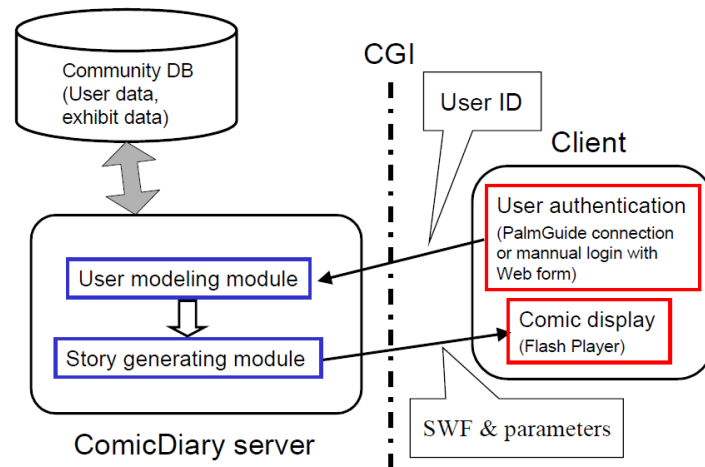 Community DB
(User data,
exhibit data)
CGI
User ID
Client
User authentication
(PalmGuide connection
or mannual login with
Web form)
User modeling module
Comic display
(Flash Player)
Story generating module
SWF & parameters
ComicDiary server